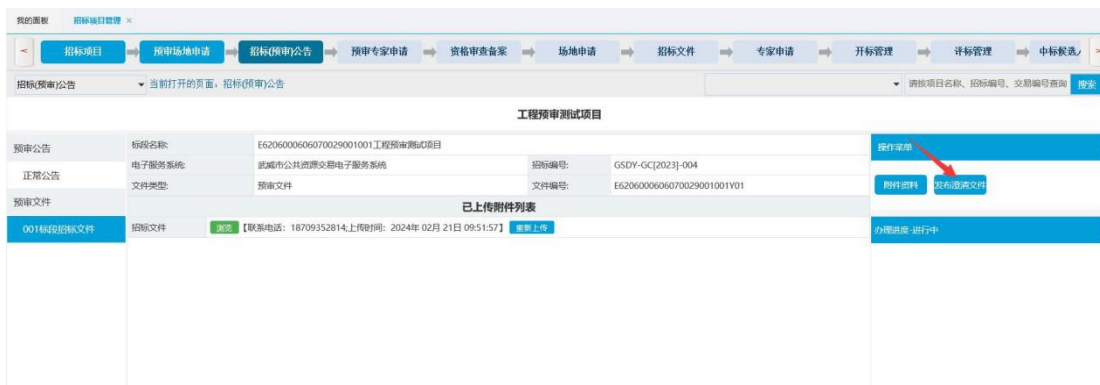 我的面板 招标项目管理 ×
< 招标项目 预审场地申请 招标(预审)公告 预审专家申请 资格审查备案 场地申请 招标文件 专家申请 开标管理 评标管理 中标候选人 >
招标(预审)公告 当前打开的页面：招标(预审)公告 请按项目名称、招标编号、交易编号查询 搜索
工程预审测试项目
预审公告 标段名称: E6206000606070029001001工程预审测试项目 操作菜单
正常公告 电子服务系统: 武威市公共资源交易电子服务系统 招标编号: GSDY-GC[2023]-004
文件类型: 预审文件 文件编号: E6206000606070029001001Y01 附件资料 发布澄清文件
预审文件 已上传附件列表
001标段招标文件 招标文件 浏览 【联系电话：18709352814;上传时间：2024年 02月 21日 09:51:57】 重新上传 办理进度-进行中